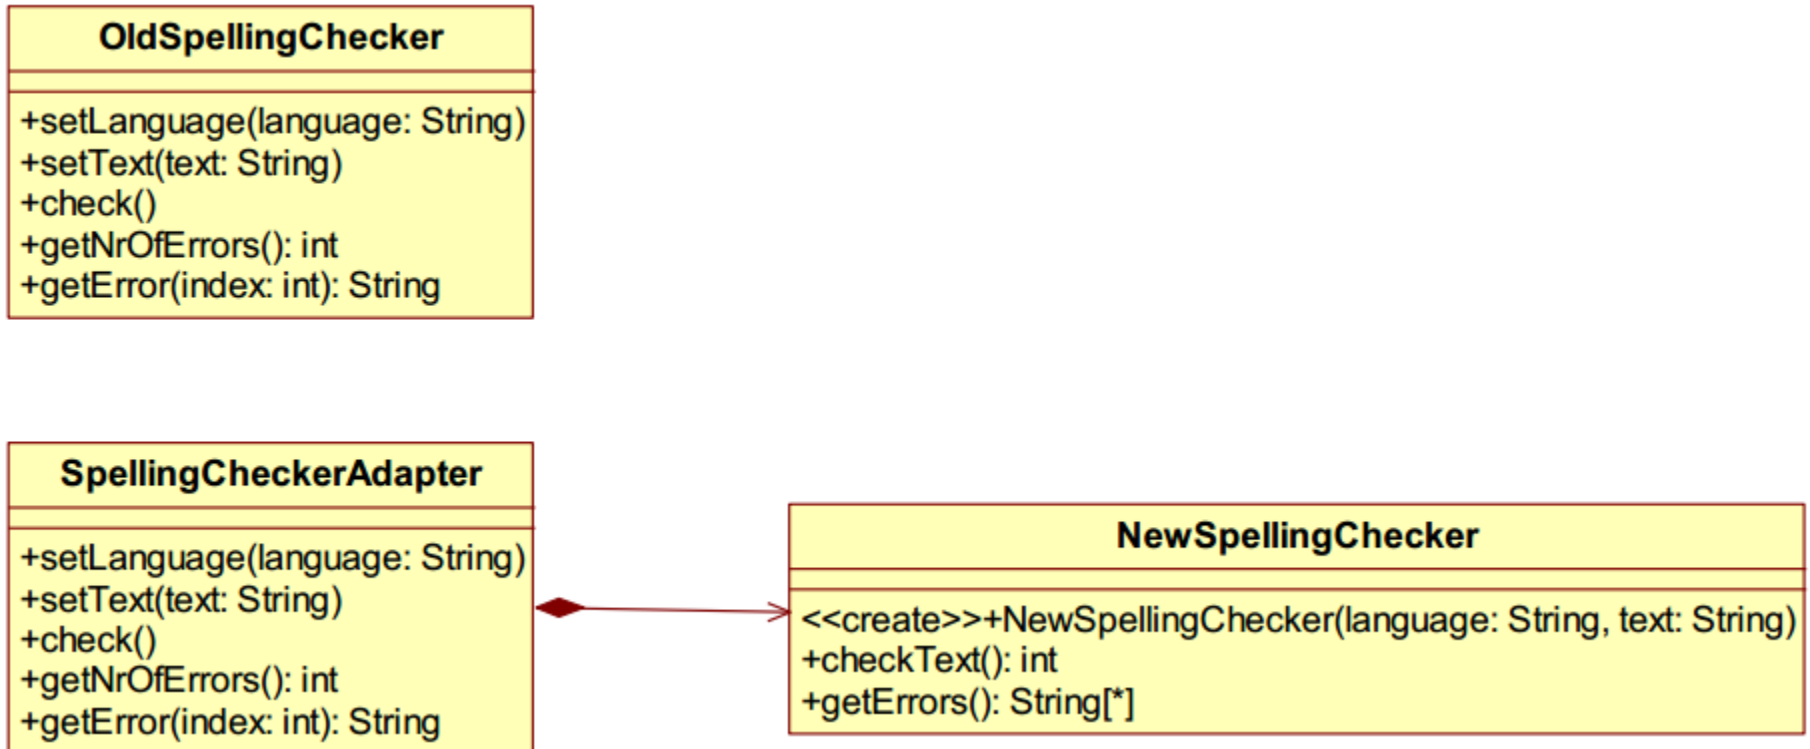 OldSpellingChecker
+setLanguage(language: String)
+setText(text: String)
+check()
+getNrOfErrors(): int
+getError(index: int): String
SpellingCheckerAdapter
+setLanguage(language: String)
+setText(text: String)
+check()
+getNrOfErrors(): int
+getError(index: int): String
NewSpellingChecker
<<create>>+NewSpellingChecker(language: String, text: String)
+checkText(): int
+getErrors(): String[*]